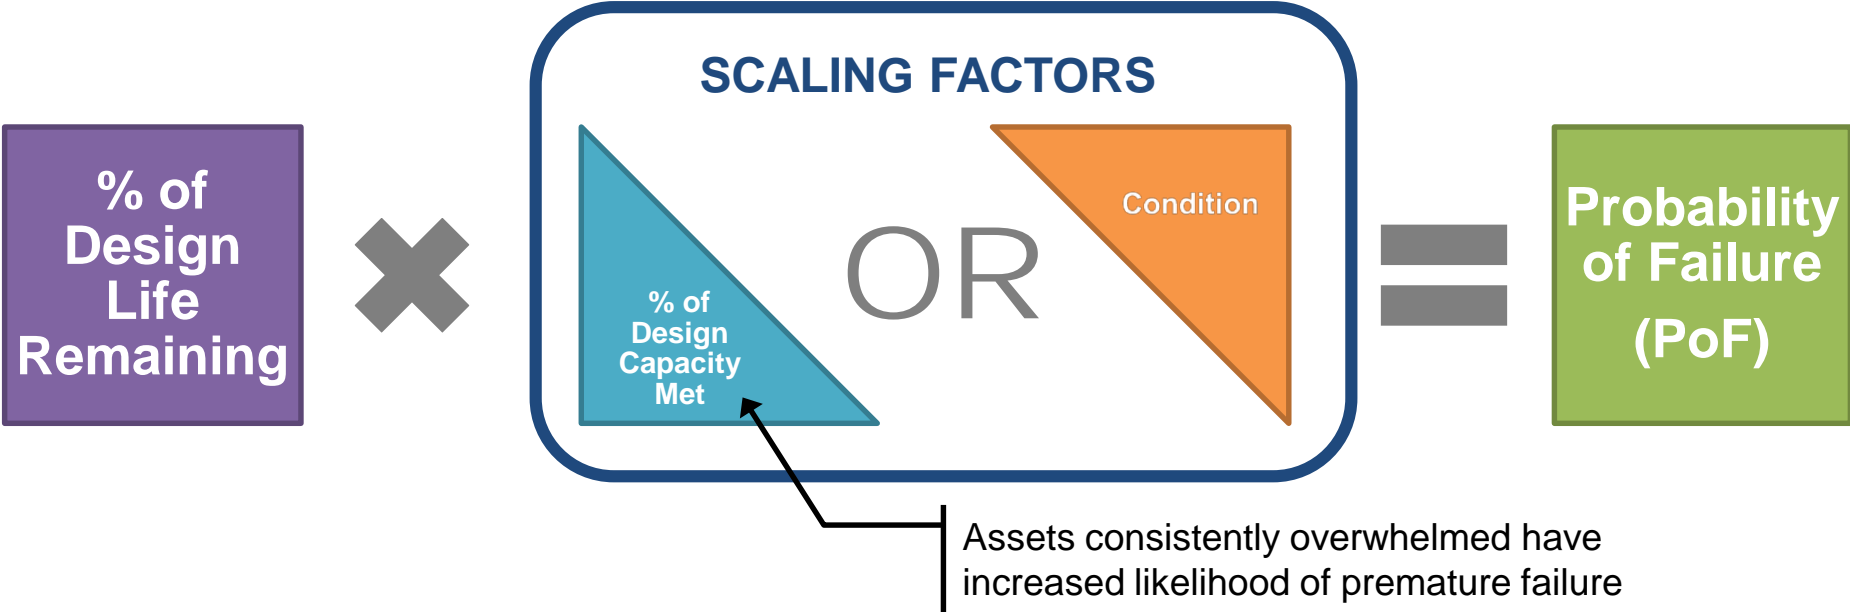 SCALING FACTORS
% of
Design
Life
Remaining
% of
Design
Capacity
Met
OR
Condition
Probability
of Failure
(PoF)
Assets consistently overwhelmed have
increased likelihood of premature failure